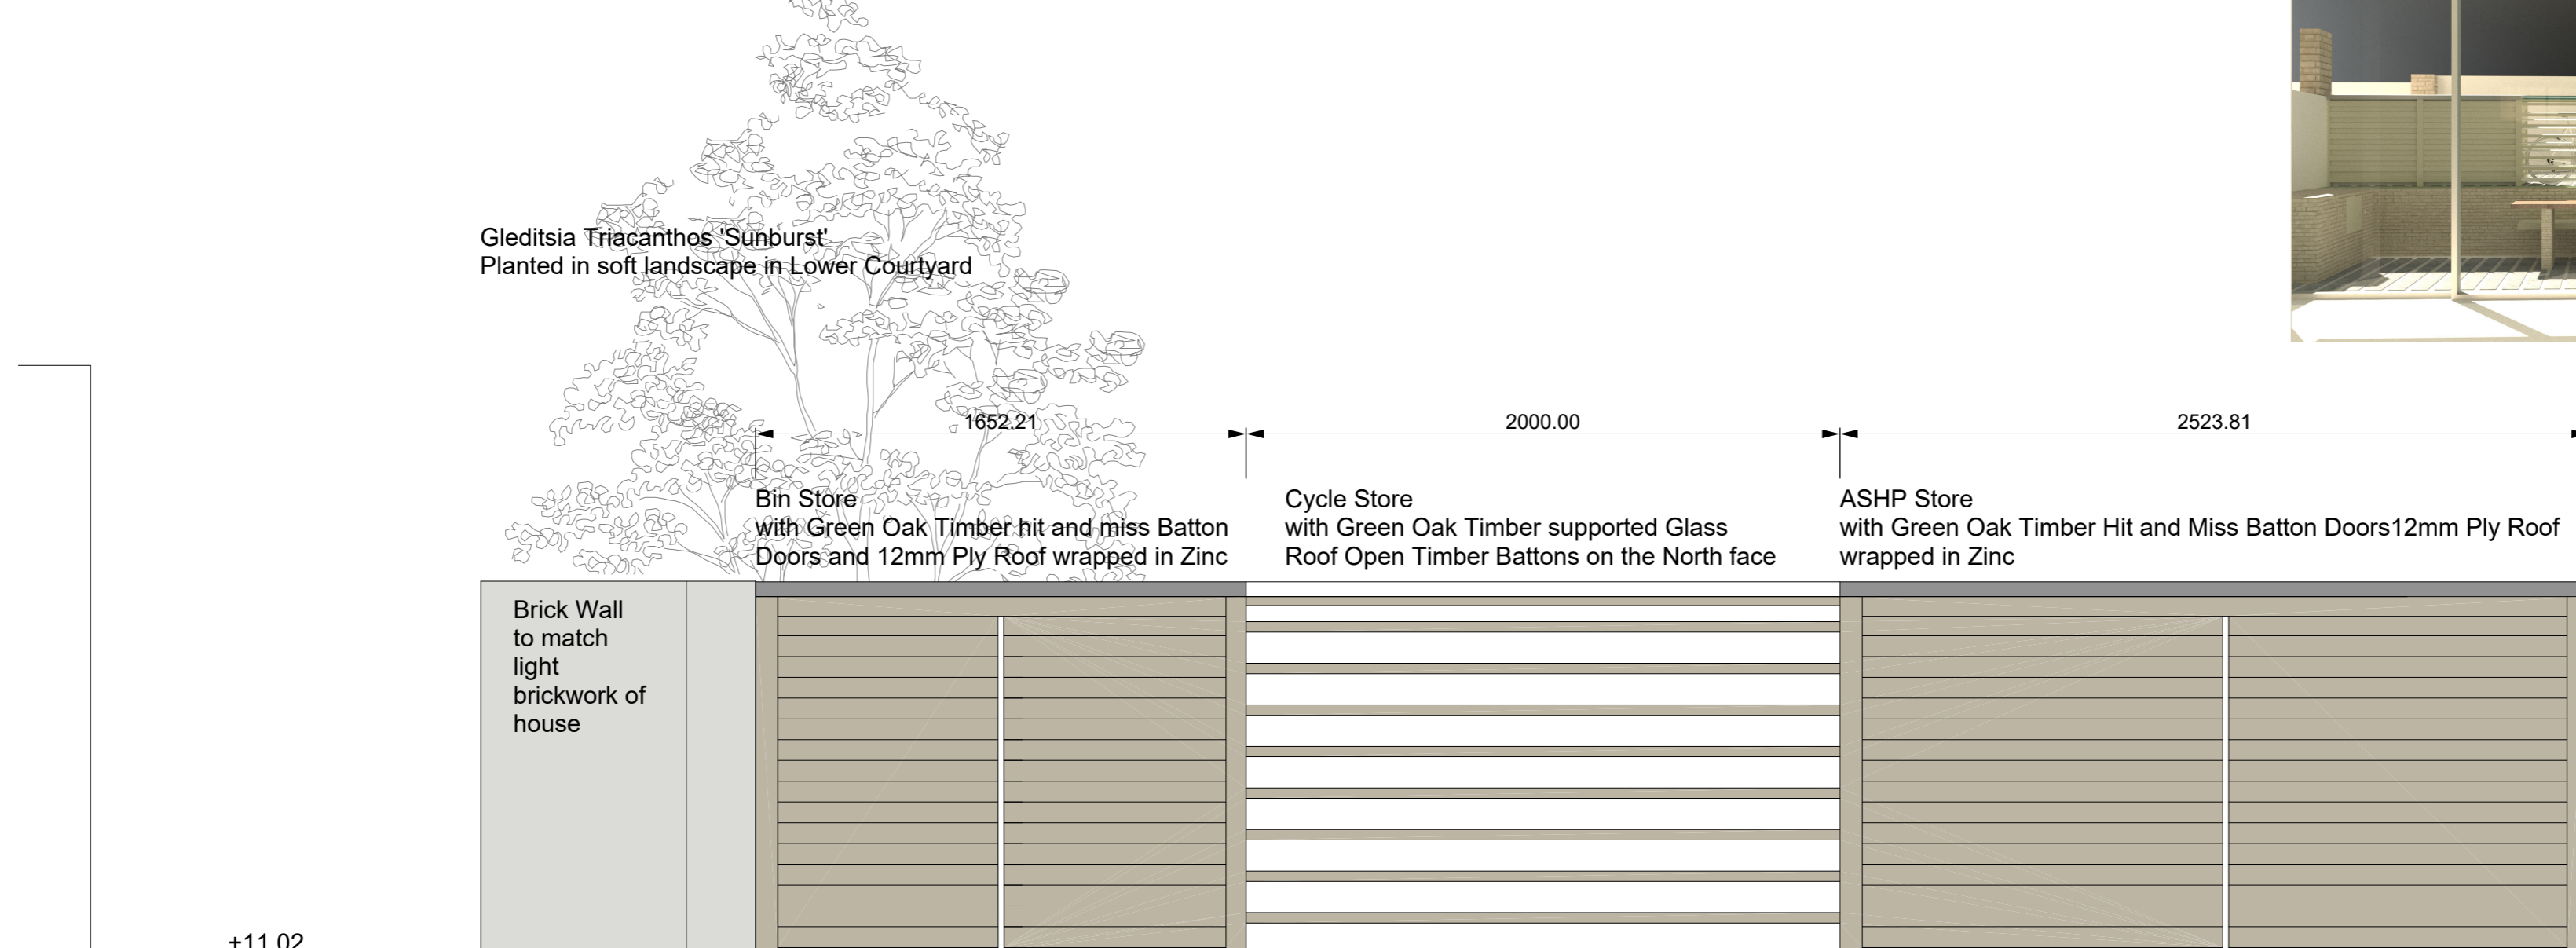 Gleditsia Triacanthos 'Sunburst'
Planted in soft landscape in Lower Courtyard
1652.21
2000.00
2523.81
Bin Store
with Green Oak Timber hit and miss Batton
Doors and 12mm Ply Roof wrapped in Zinc
Cycle Store
with Green Oak Timber supported Glass
Roof Open Timber Battons on the North face
ASHP Store
with Green Oak Timber Hit and Miss Batton Doors12mm Ply Roof
wrapped in Zinc
Brick Wall
to match
light
brickwork of
house
+11.02